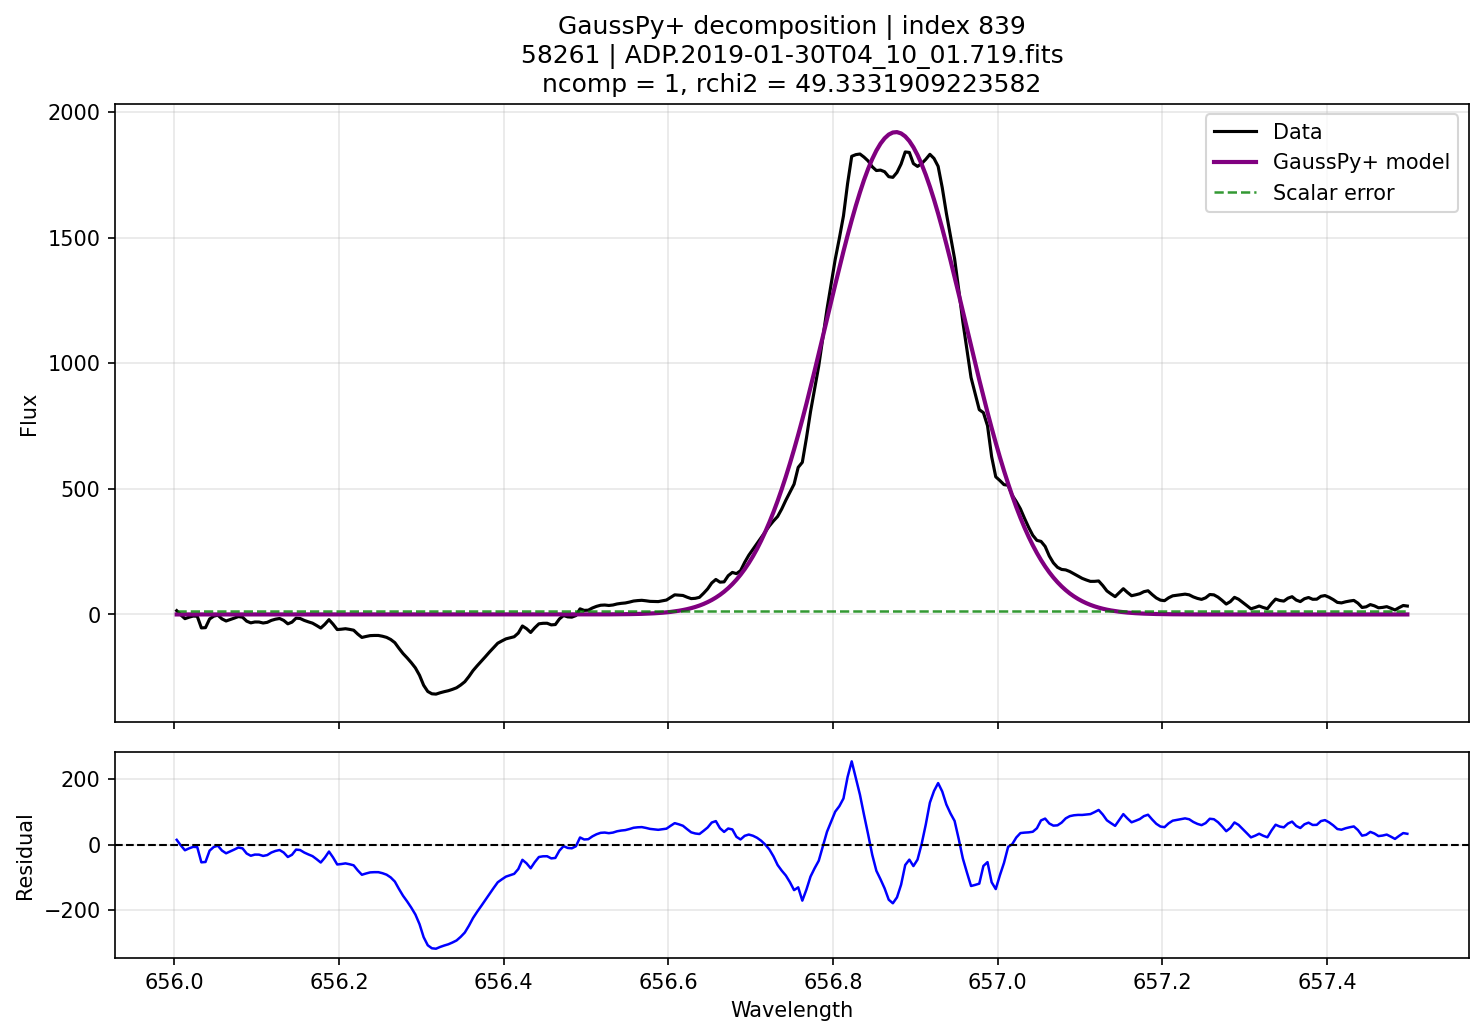 GaussPy+ decomposition | index 839
58261 | ADP.2019-01-30T04_10_01.719.fits
ncomp = 1, rchi2 = 49.3331909223582
Data
GaussPy+ model
Scalar error
2000
1500
1000
500
0
Flux
200
0
−200
Residual
656.0 656.2 656.4 656.6 656.8 657.0 657.2 657.4
Wavelength